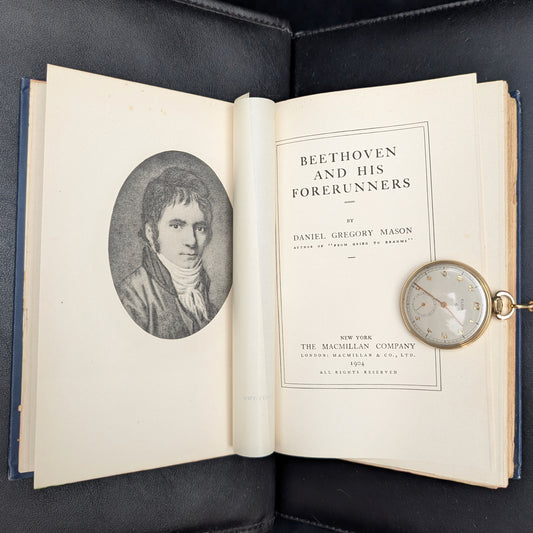 BEETHOVEN
AND HIS
FORERUNNERS
BY
DANIEL GREGORY MASON
AUTHOR OF "FROM GRIEG TO BRAHMS"
NEW YORK
THE MACMILLAN COMPANY
LONDON: MACMILLAN & CO., LTD.
1904
ALL RIGHTS RESERVED